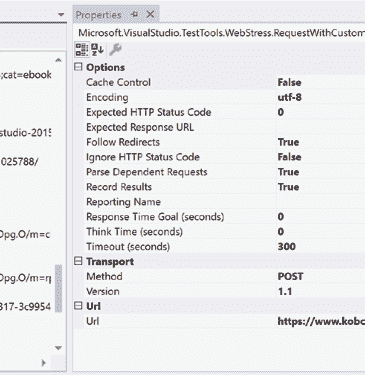 Properties
Microsoft.VisualStudio.TestTools.WebStress.RequestWithCustom
Options
Cache Control False
Encoding utf-8
Expected HTTP Status Code 0
Expected Response URL
Follow Redirects True
Ignore HTTP Status Code False
Parse Dependent Requests True
Record Results True
Reporting Name
Response Time Goal (seconds) 0
Think Time (seconds) 0
Timeout (seconds) 300
Transport
Method POST
Version 1.1
Url
Url https://www.kobo
;cat=ebook
studio-2015
025788/
Opg.O/m=c
Opg.O/m=rp
317-3c9954